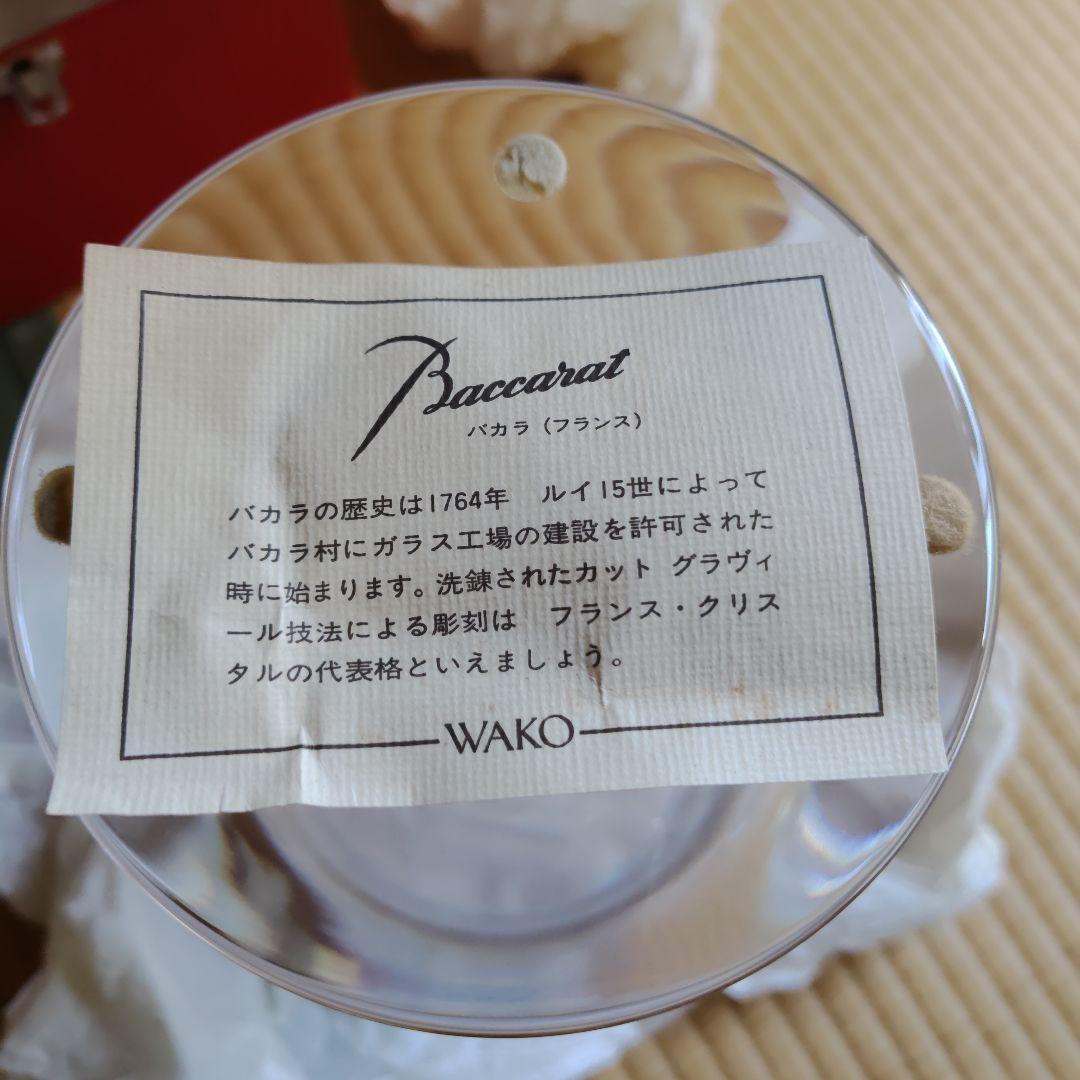 Baccarat
バカラ（フランス）
バカラの歴史は1764年　ルイ15世によって
バカラ村にガラス工場の建設を許可された
時に始まります。洗錬されたカット　グラヴィ
ール技法による彫刻は　フランス・クリス
タルの代表格といえましょう。
WAKO